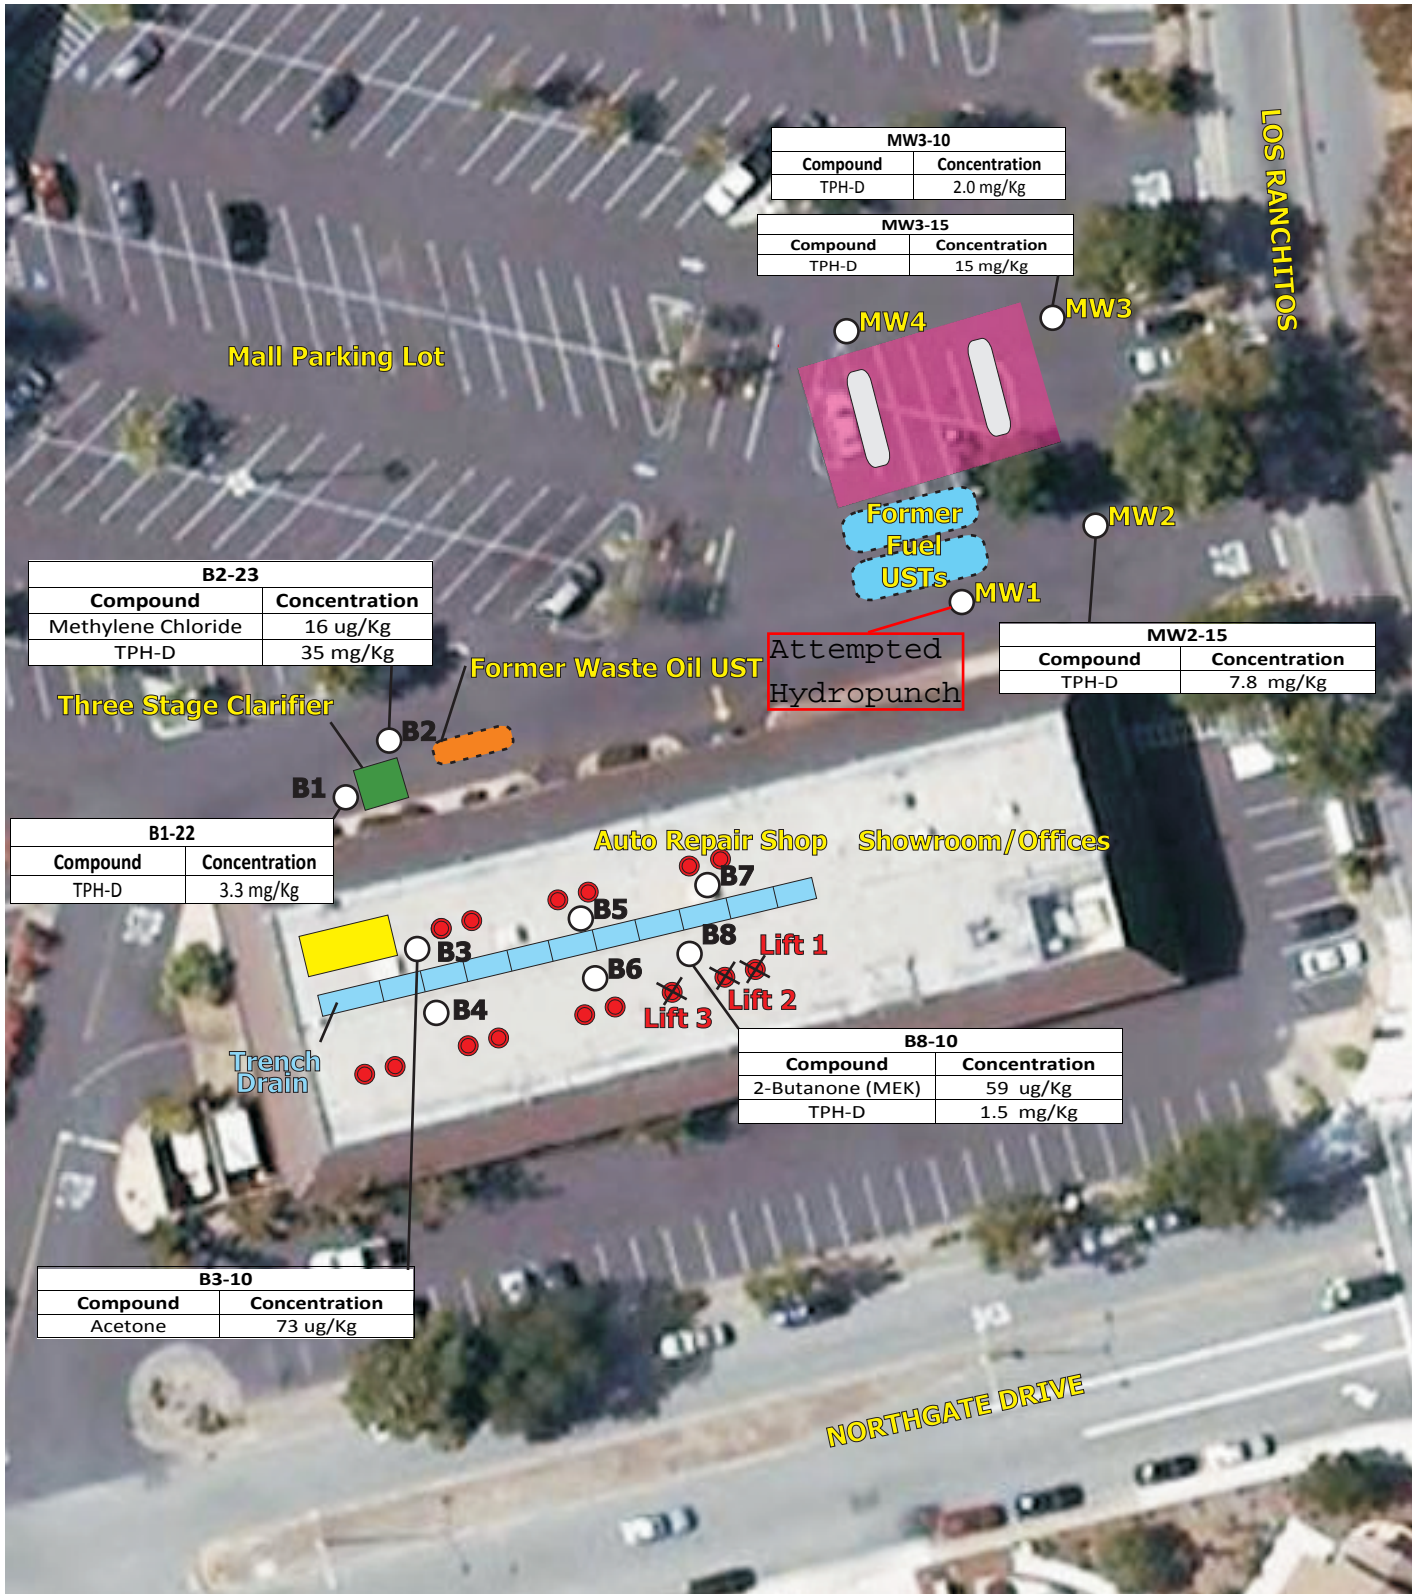 MW3-10
Compound Concentration
TPH-D 2.0 mg/Kg
MW3-15
Compound Concentration
TPH-D 15 mg/Kg
LOS RANCHITOS
MW4
MW3
Mall Parking Lot
Former
Fuel
USTs
MW2
MW1
Attempted
Hydropunch
MW2-15
Compound Concentration
TPH-D 7.8 mg/Kg
B2-23
Compound Concentration
Methylene Chloride 16 ug/Kg
TPH-D 35 mg/Kg
Former Waste Oil UST
Three Stage Clarifier
B2
B1
B1-22
Compound Concentration
TPH-D 3.3 mg/Kg
Auto Repair Shop
Showroom/Offices
B7
B5
B3
B8
Lift 1
B6
Lift 2
B4
Lift 3
Trench
Drain
B8-10
Compound Concentration
2-Butanone (MEK) 59 ug/Kg
TPH-D 1.5 mg/Kg
B3-10
Compound Concentration
Acetone 73 ug/Kg
NORTHGATE DRIVE